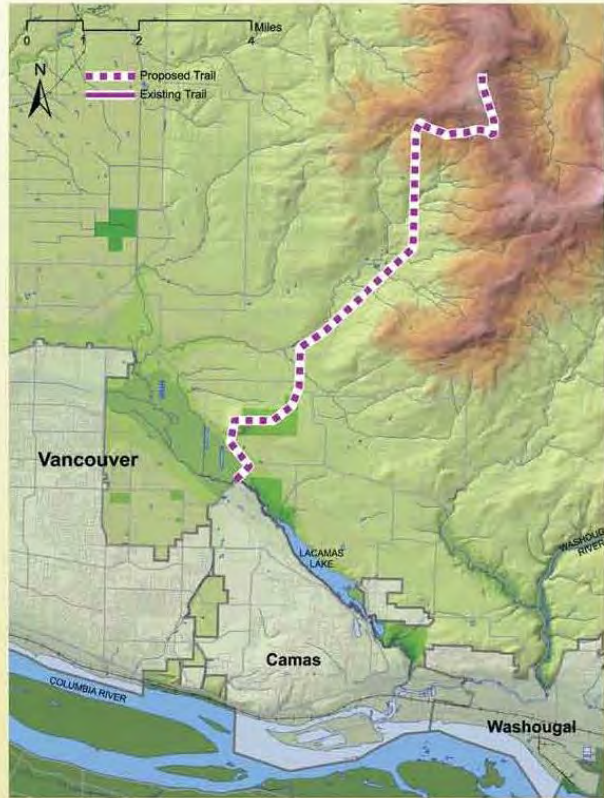 Miles
0 1 2 4
N
Proposed Trail
Existing Trail
Vancouver
LACAMAS
LAKE
WASHOUGAL
RIVER
Camas
COLUMBIA RIVER
Washougal